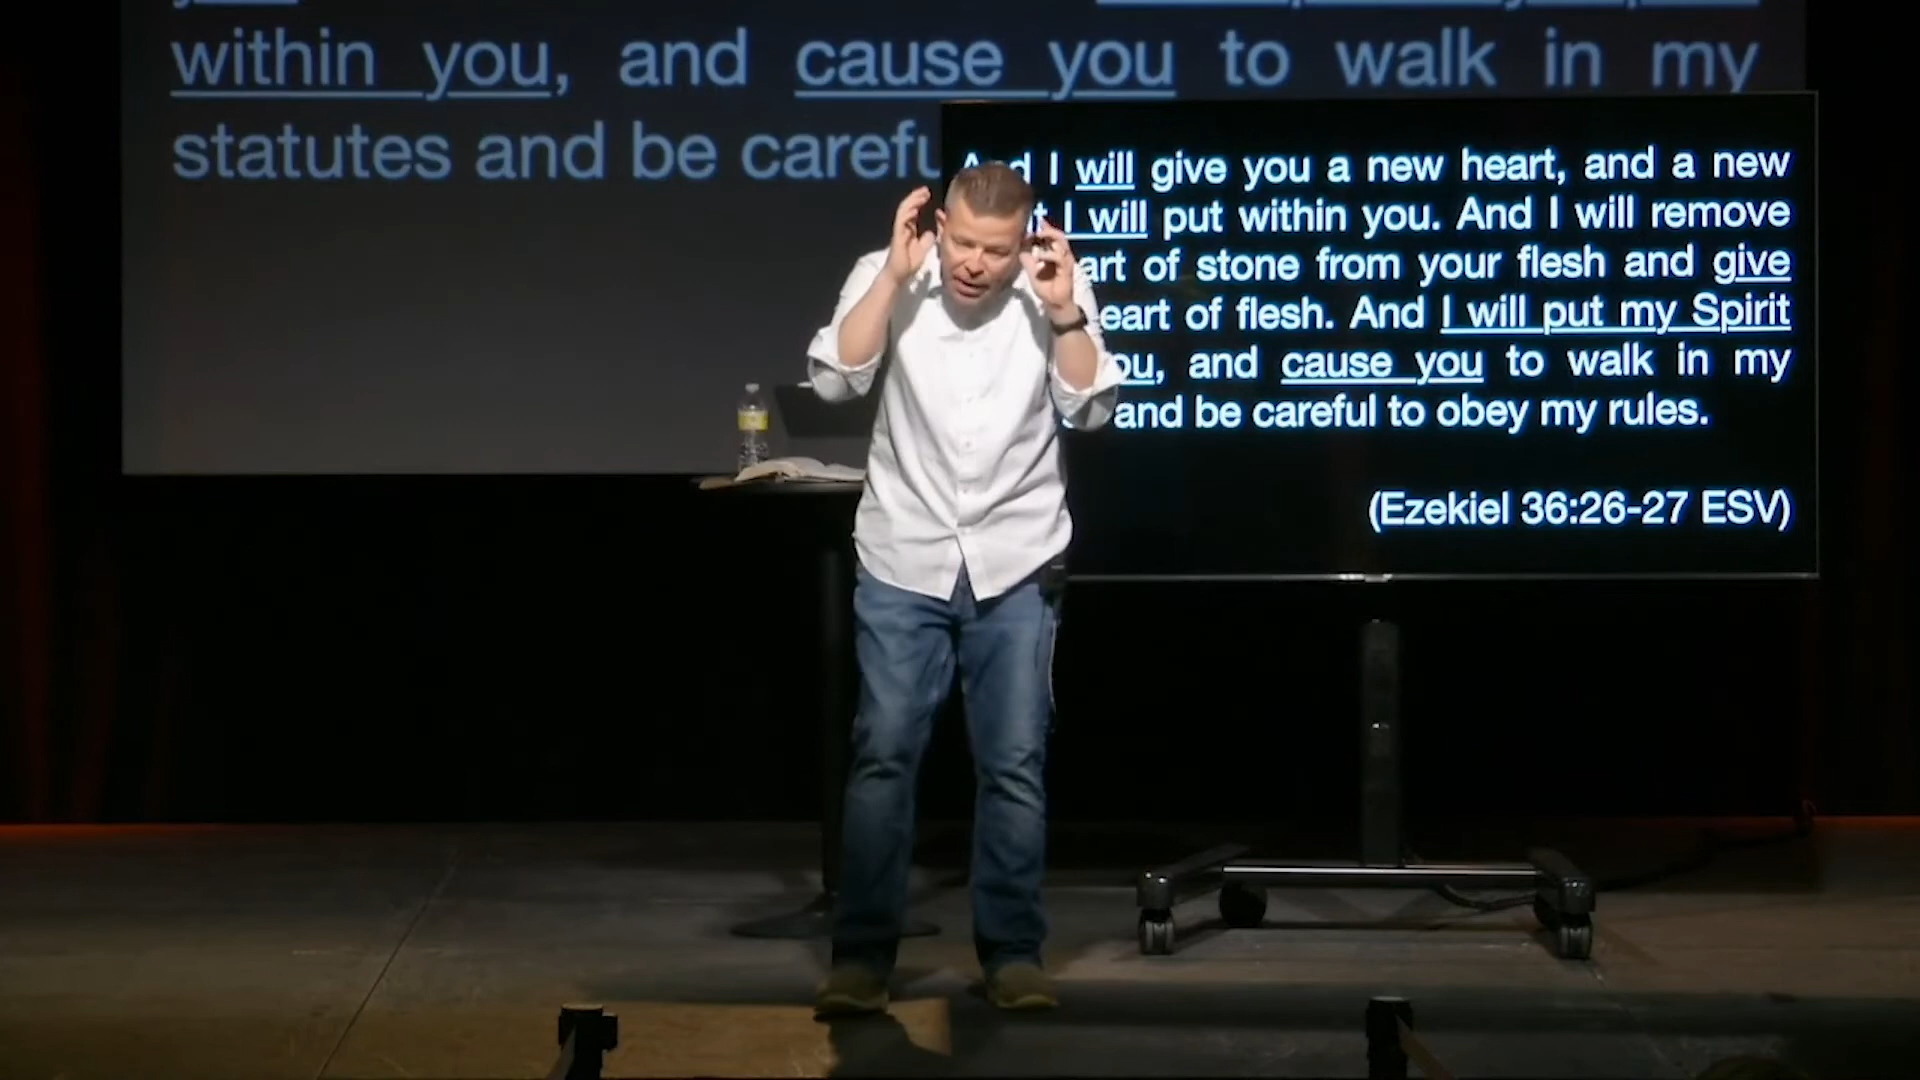 within you, and cause you to walk in my
statutes and be carefu
And I will give you a new heart, and a new
I will put within you. And I will remove
of stone from your flesh and give
of flesh. And I will put my Spirit
and cause you to walk in my
and be careful to obey my rules.
(Ezekiel 36:26-27 ESV)